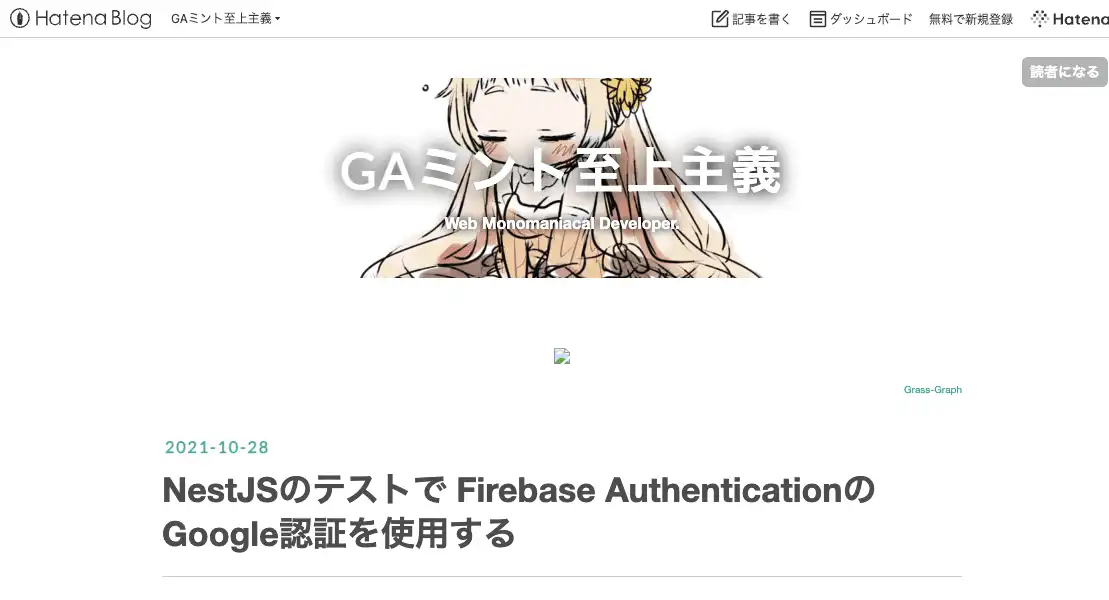 Hatena Blog
GAミント至上主義
記事を書く
ダッシュボード
無料で新規登録
Hatena
読者になる
GAミント至上主義
Web Monomaniacal Developer.
Grass-Graph
2021-10-28
NestJSのテストで Firebase Authenticationの
Google認証を使用する